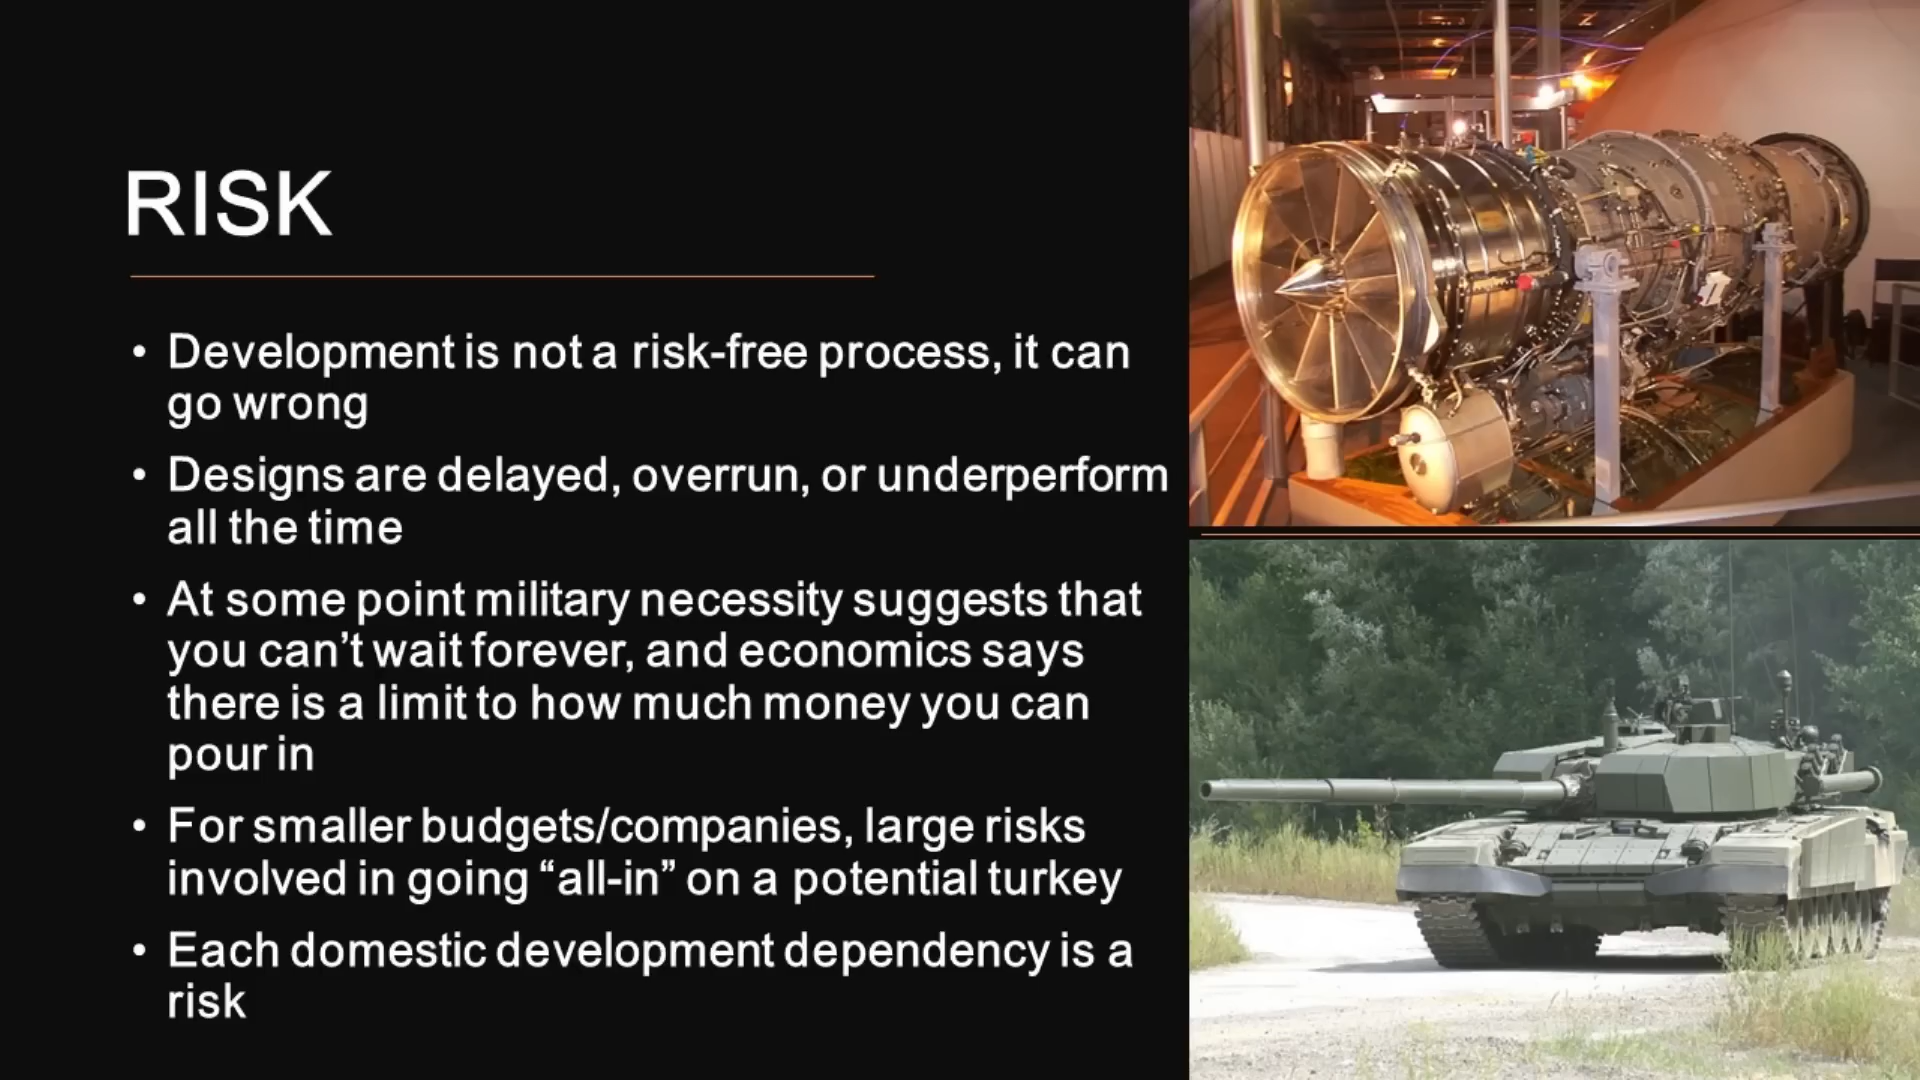 RISK
• Development is not a risk-free process, it can
go wrong
• Designs are delayed, overrun, or underperform
all the time
• At some point military necessity suggests that
you can’t wait forever, and economics says
there is a limit to how much money you can
pour in
• For smaller budgets/companies, large risks
involved in going “all-in” on a potential turkey
• Each domestic development dependency is a
risk